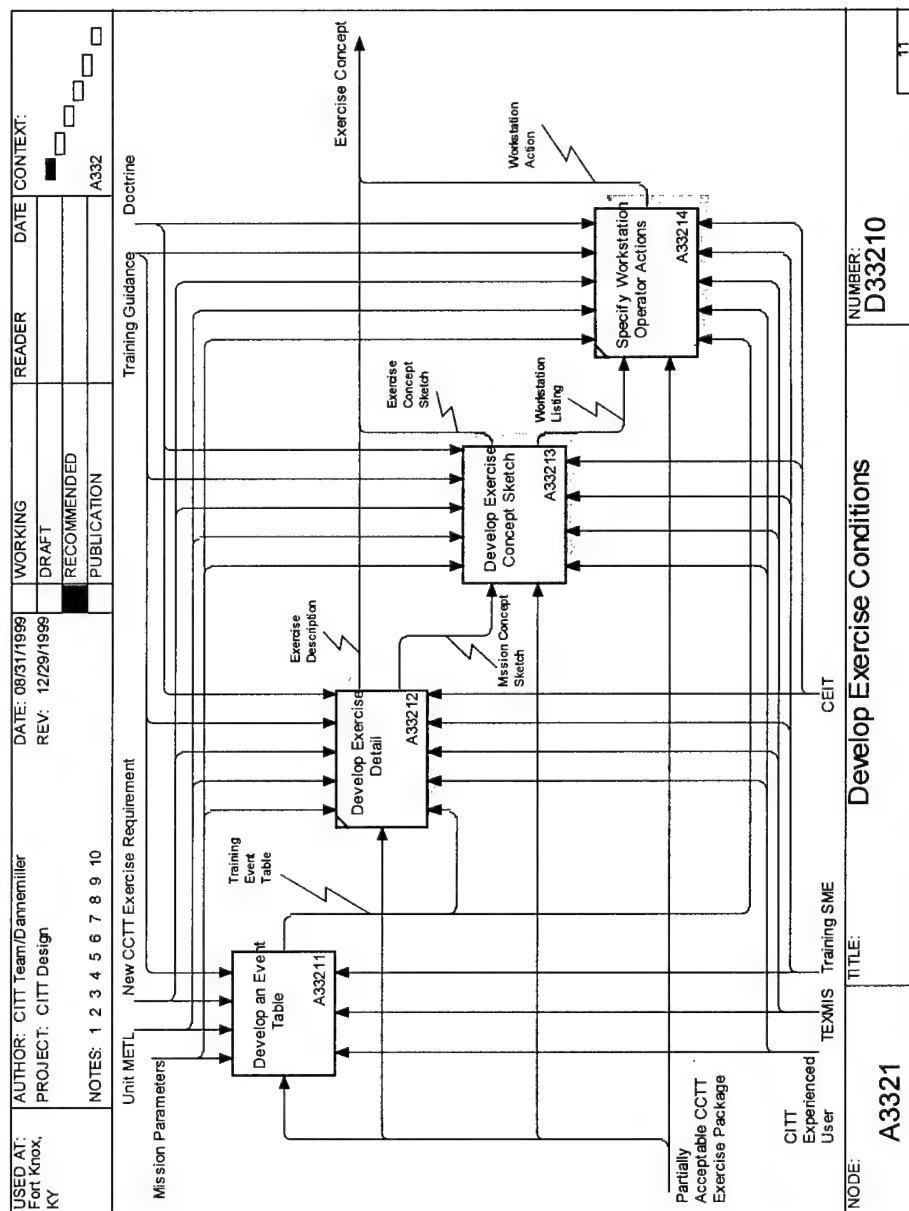 USED AT:
Fort Knox,
KY
AUTHOR: CITT Team/Dannemiller
PROJECT: CITT Design
NOTES: 1 2 3 4 5 6 7 8 9 10
DATE: 08/31/1999
REV: 12/29/1999
WORKING
DRAFT
RECOMMENDED
PUBLICATION
READER
DATE
CONTEXT:
A332
Unit METL
New CCTT Exercise Requirement
Training Guidance
Doctrine
Mission Parameters
Develop an Event
Table
A33211
Training
Event
Table
Develop Exercise
Detail
A33212
Exercise
Description
Mission Concept
Sketch
Develop Exercise
Concept Sketch
A33213
Exercise
Concept
Sketch
Workstation
Listing
Specify Workstation
Operator Actions
A33214
Workstation
Action
Exercise Concept
Partially
Acceptable CCTT
Exercise Package
CITT
Experienced
User
TEXMIS
Training SME
CEIT
NODE:
A3321
TITLE:
Develop Exercise Conditions
NUMBER:
D33210
11